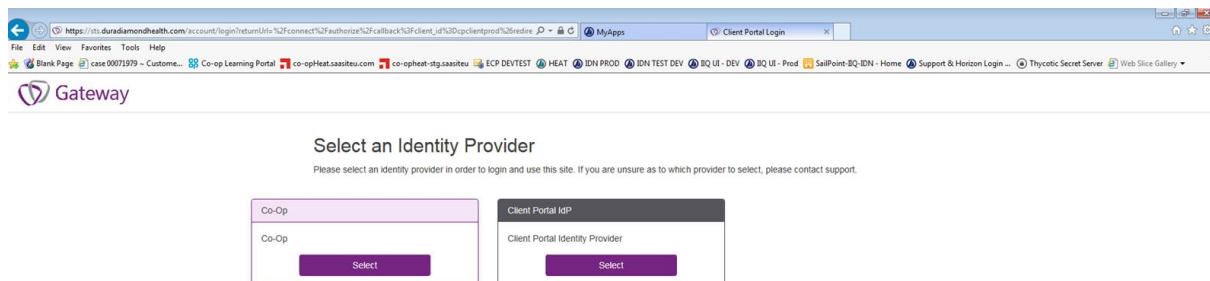 https://sts.duradiamondhealth.com/account/login?returnUrl=%2Fconnect%2Fauthorize%2Fcallback%3Fclient_id%3Dcpclientprod%26redire
MyApps
Client Portal Login
File Edit View Favorites Tools Help
Blank Page case 00071979 ~ Custome... Co-op Learning Portal co-opHeat.saasiteu.com co-opheat-stg.saasiteu ECP DEVTEST HEAT IDN PROD IDN TEST DEV IIQ UI - DEV IIQ UI - Prod SailPoint-IIQ-IDN - Home Support & Horizon Login ... Thycotic Secret Server Web Slice Gallery
Gateway
Select an Identity Provider
Please select an identity provider in order to login and use this site. If you are unsure as to which provider to select, please contact support.
Co-Op
Client Portal IdP
Co-Op
Client Portal Identity Provider
Select
Select